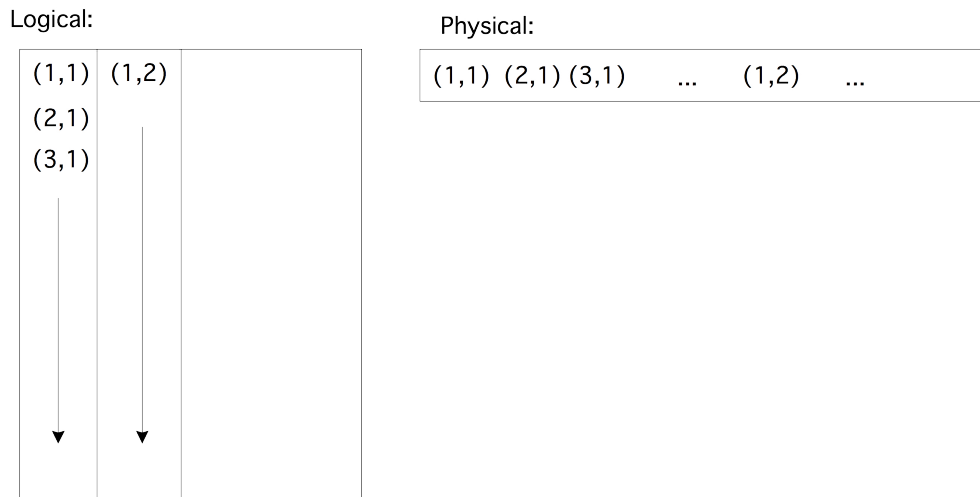 Logical:
(1,1) (1,2)
(2,1)
(3,1)
Physical:
(1,1) (2,1) (3,1) ... (1,2) ...